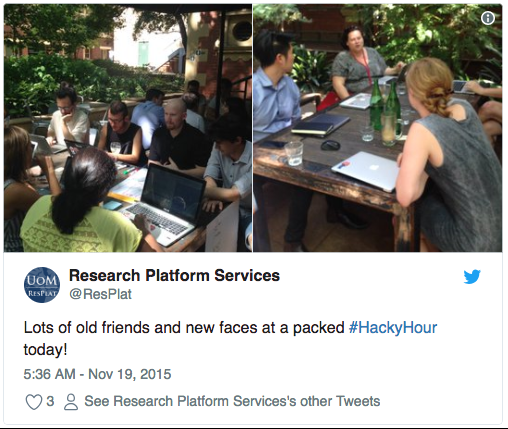 UOM
RESPLAT
Research Platform Services
@ResPlat
Lots of old friends and new faces at a packed #HackyHour
today!
5:36 AM - Nov 19, 2015
3 See Research Platform Services's other Tweets